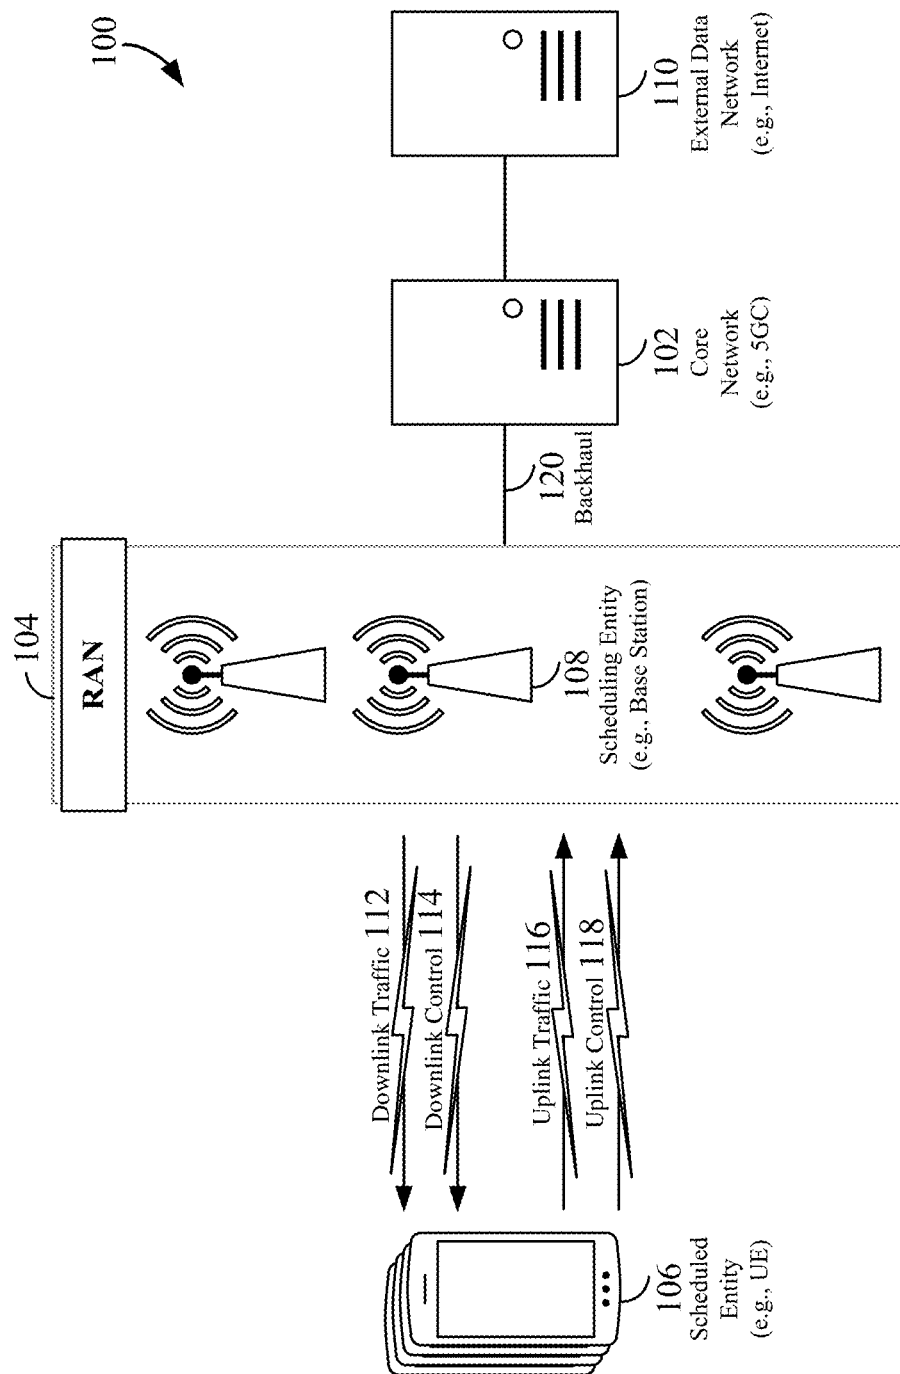 100
104
RAN
Downlink Traffic 112
Downlink Control 114
Uplink Traffic 116
Uplink Control 118
106
Scheduled
Entity
(e.g., UE)
108
Scheduling Entity
(e.g., Base Station)
120
Backhaul
102
Core
Network
(e.g., 5GC)
110
External Data
Network
(e.g., Internet)